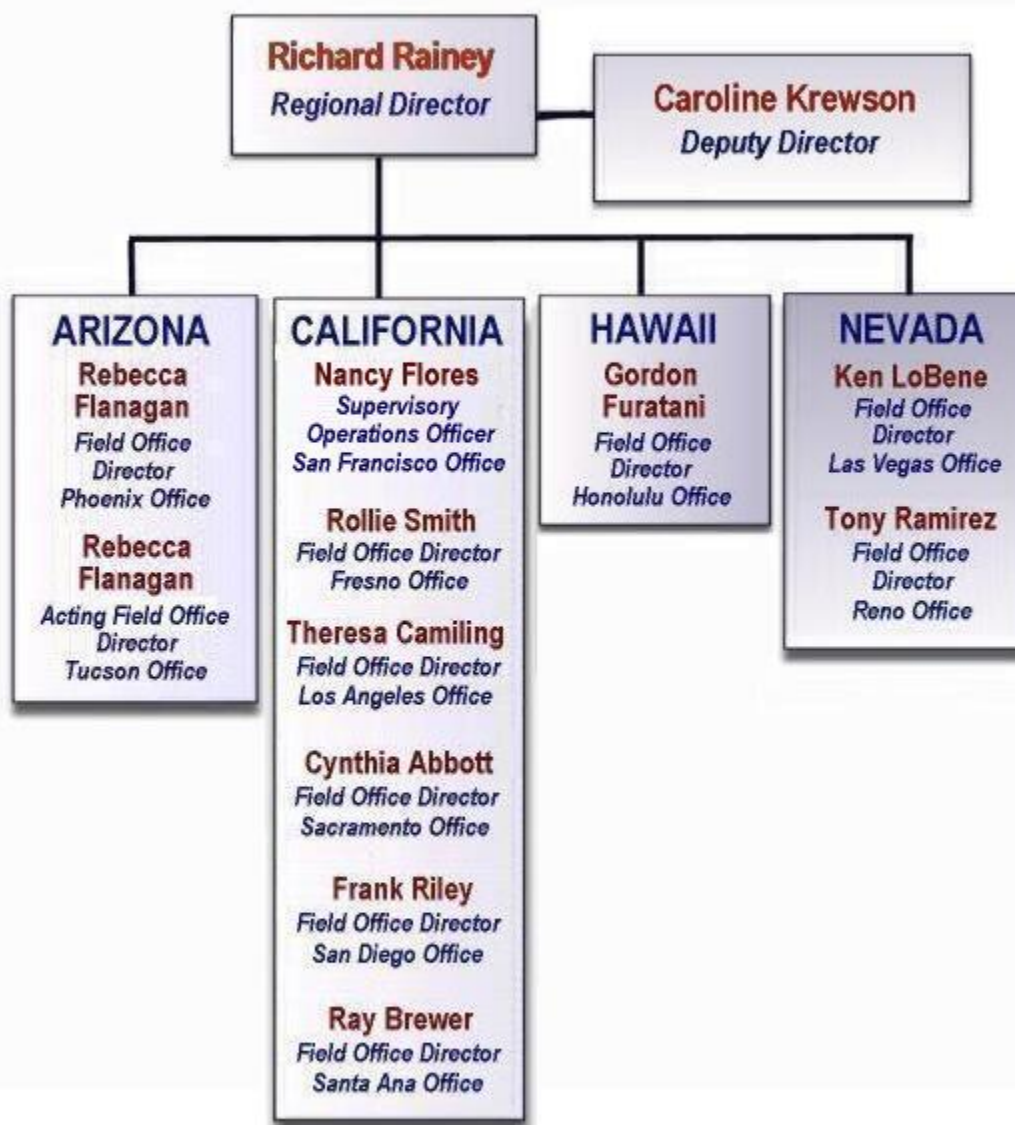 Richard Rainey
Regional Director
Caroline Krewson
Deputy Director
ARIZONA
Rebecca
Flanagan
Field Office
Director
Phoenix Office
Rebecca
Flanagan
Acting Field Office
Director
Tucson Office
CALIFORNIA
Nancy Flores
Supervisory
Operations Officer
San Francisco Office
Rollie Smith
Field Office Director
Fresno Office
Theresa Camiling
Field Office Director
Los Angeles Office
Cynthia Abbott
Field Office Director
Sacramento Office
Frank Riley
Field Office Director
San Diego Office
Ray Brewer
Field Office Director
Santa Ana Office
HAWAII
Gordon
Furatani
Field Office
Director
Honolulu Office
NEVADA
Ken LoBene
Field Office
Director
Las Vegas Office
Tony Ramirez
Field Office
Director
Reno Office